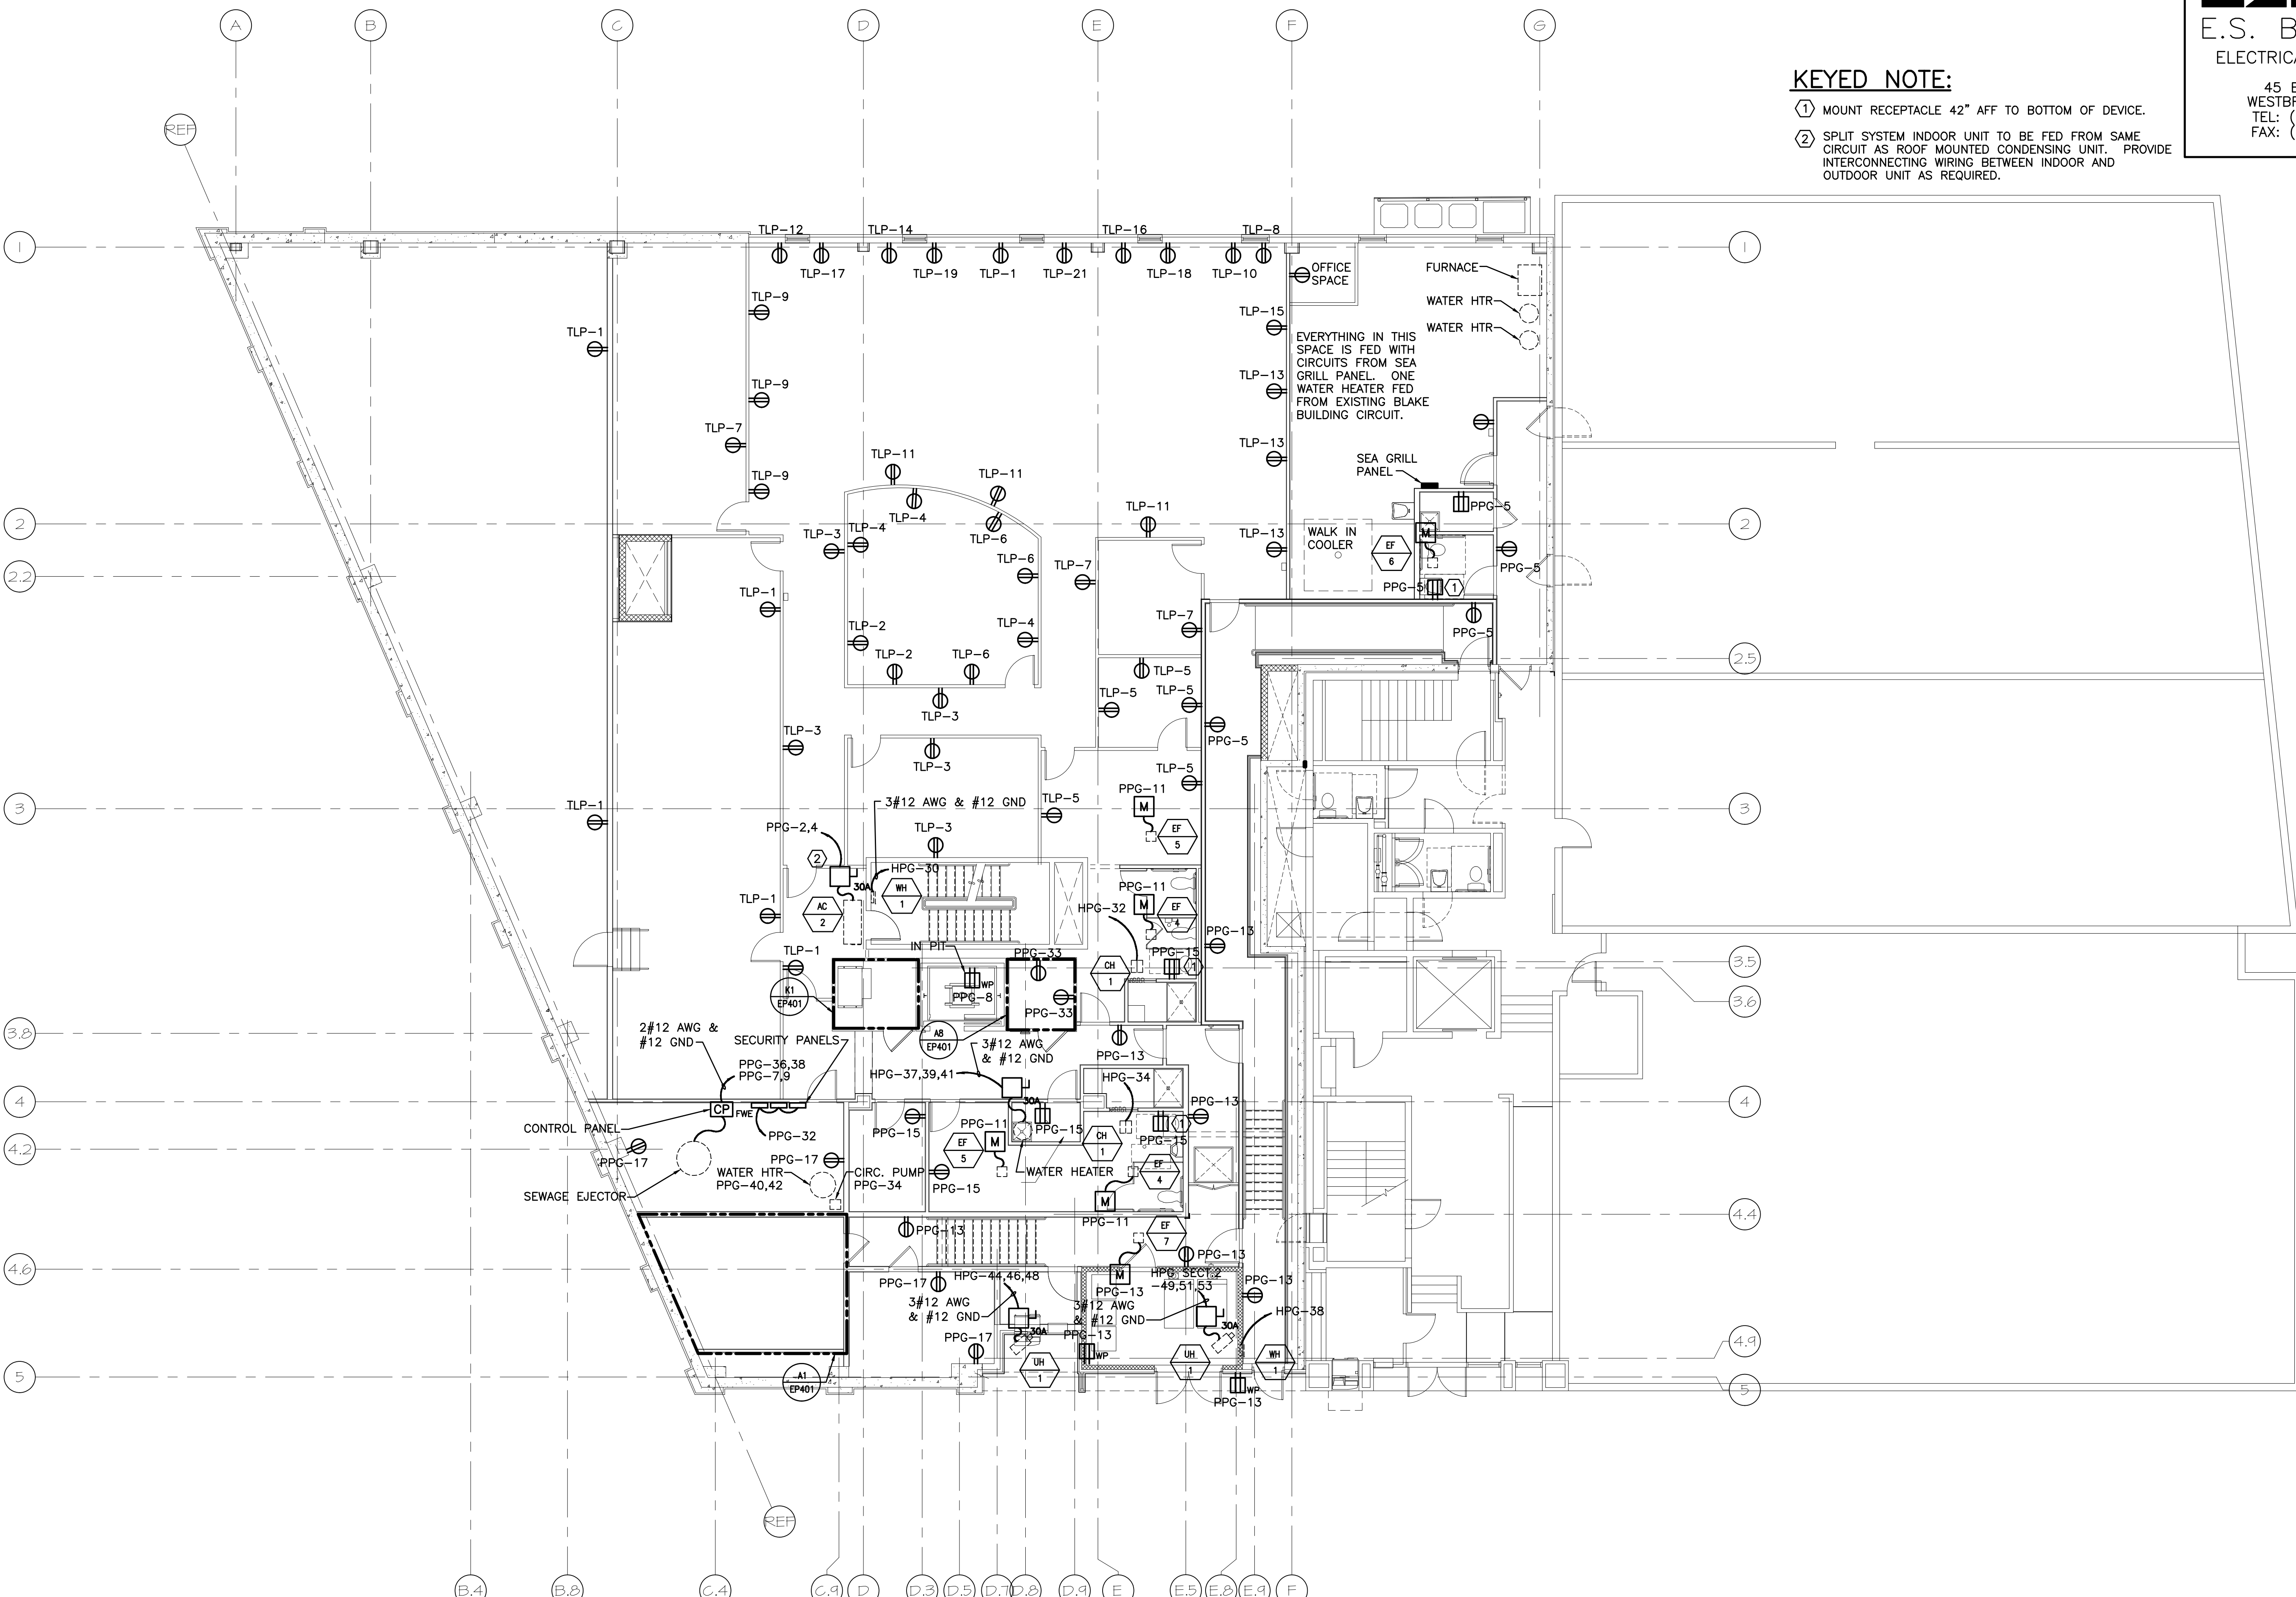 A
B
C
D
E
F
G
E.S. B
ELECTRICA
45 E
WESTBR
TEL: (
FAX: (
KEYED NOTE:
1 MOUNT RECEPTACLE 42" AFF TO BOTTOM OF DEVICE.
2 SPLIT SYSTEM INDOOR UNIT TO BE FED FROM SAME
CIRCUIT AS ROOF MOUNTED CONDENSING UNIT. PROVIDE
INTERCONNECTING WIRING BETWEEN INDOOR AND
OUTDOOR UNIT AS REQUIRED.
REF
1
TLP-12
TLP-14
TLP-16
TLP-8
1
TLP-17
TLP-19
TLP-1
TLP-21
TLP-18
TLP-10
OFFICE
SPACE
FURNACE
WATER HTR
WATER HTR
TLP-9
TLP-15
TLP-1
EVERYTHING IN THIS
SPACE IS FED WITH
CIRCUITS FROM SEA
GRILL PANEL. ONE
WATER HEATER FED
FROM EXISTING BLAKE
BUILDING CIRCUIT.
TLP-9
TLP-13
TLP-7
TLP-13
TLP-11
SEA GRILL
PANEL
TLP-9
TLP-11
TLP-4
TLP-11
PPG-5
2
TLP-3
TLP-4
TLP-6
TLP-13
WALK IN
COOLER
M
EF
6
2
TLP-6
TLP-7
PPG-5
2.2
TLP-1
PPG-5
1
TLP-2
TLP-4
TLP-7
PPG-5
TLP-2
TLP-6
TLP-5
2.5
TLP-5
TLP-5
TLP-3
TLP-3
PPG-5
TLP-3
TLP-5
PPG-11
3
TLP-1
3#12 AWG & #12 GND
TLP-5
M
3
PPG-2,4
TLP-3
EF
5
2
HPG-30
30A
WH
1
PPG-11
TLP-1
AC
2
HPG-32
M
EF
4
IN PIT
PPG-33
PPG-13
TLP-1
PPG-15
1
3.5
K1
EP401
WP
PPG-8
PPG-33
CH
1
3.6
3.8
2#12 AWG &
#12 GND
SECURITY PANELS
A8
EP401
3#12 AWG
& #12 GND
PPG-13
PPG-36,38
PPG-7,9
HPG-37,39,41
HPG-34
4
CP
FWE
30A
PPG-13
4
CONTROL PANEL
PPG-32
PPG-15
PPG-11
M
PPG-15
1
PPG-15
4.2
PPG-17
PPG-17
EF
5
CH
1
WATER HTR
PPG-40,42
CIRC. PUMP
PPG-34
PPG-15
WATER HEATER
EF
4
SEWAGE EJECTOR
M
PPG-11
4.4
PPG-13
EF
7
PPG-13
4.6
PPG-17
HPG-44,46,48
M
PPG-13
HPG SECT.2
-49,51,53
PPG-13
3#12 AWG
& #12 GND
3#12 AWG
& #12 GND
HPG-38
30A
PPG-13
30A
PPG-17
WP
4.9
UH
1
UH
1
WH
1
5
A1
EP401
WP
PPG-13
5
REF
B.4
B.8
C.4
C.9
D
D.3
D.5
D.7
D.8
D.9
E
E.5
E.8
E.9
F